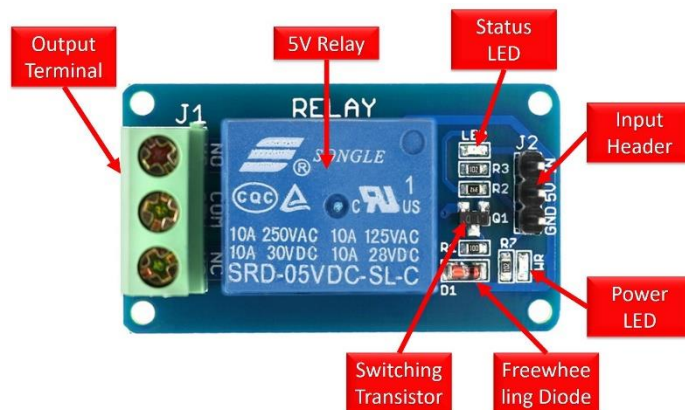 Output
Terminal
5V Relay
Status
LED
Input
Header
J1
RELAY
NO
COM
NC
SONGLE
®
CQC
C
US
1
10A 250VAC 10A 125VAC
10A 30VDC 10A 28VDC
SRD-05VDC-SL-C
LED
R3
R2
Q1
D1
R7
J2
IN
5V
GND
Power
LED
Switching
Transistor
Freewhee
ling Diode